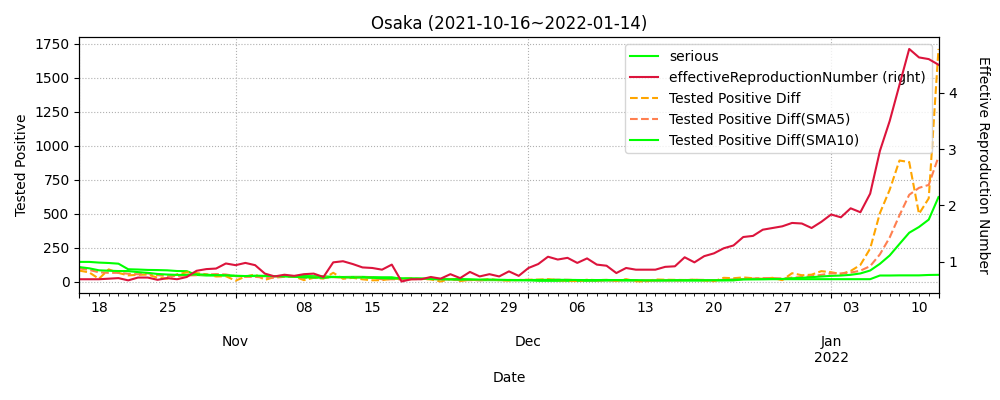 Osaka (2021-10-16~2022-01-14)
Tested Positive
1750
1500
1250
1000
750
500
250
0
serious
effectiveReproductionNumber (right)
Tested Positive Diff
Tested Positive Diff(SMA5)
Tested Positive Diff(SMA10)
4
3
2
1
Effective Reproduction Number
18 25 08 15 22 29 06 13 20 27 03 10
Nov Dec Jan
2022
Date